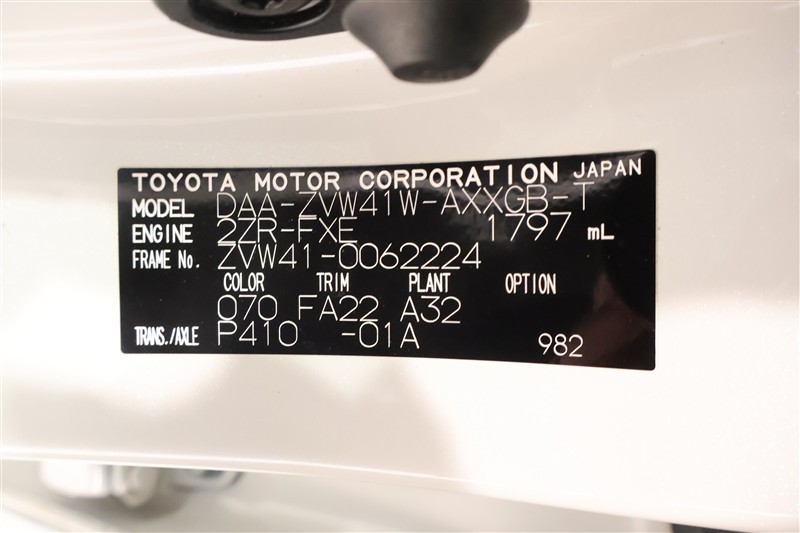 TOYOTA MOTOR CORPORATION JAPAN
MODEL DAA-ZVW41W-AXXGB-T
ENGINE 2ZR-FXE 1797 mL
FRAME No. ZVW41-0062224
COLOR TRIM PLANT OPTION
070 FA22 A32
TRANS./AXLE P410 -01A 982